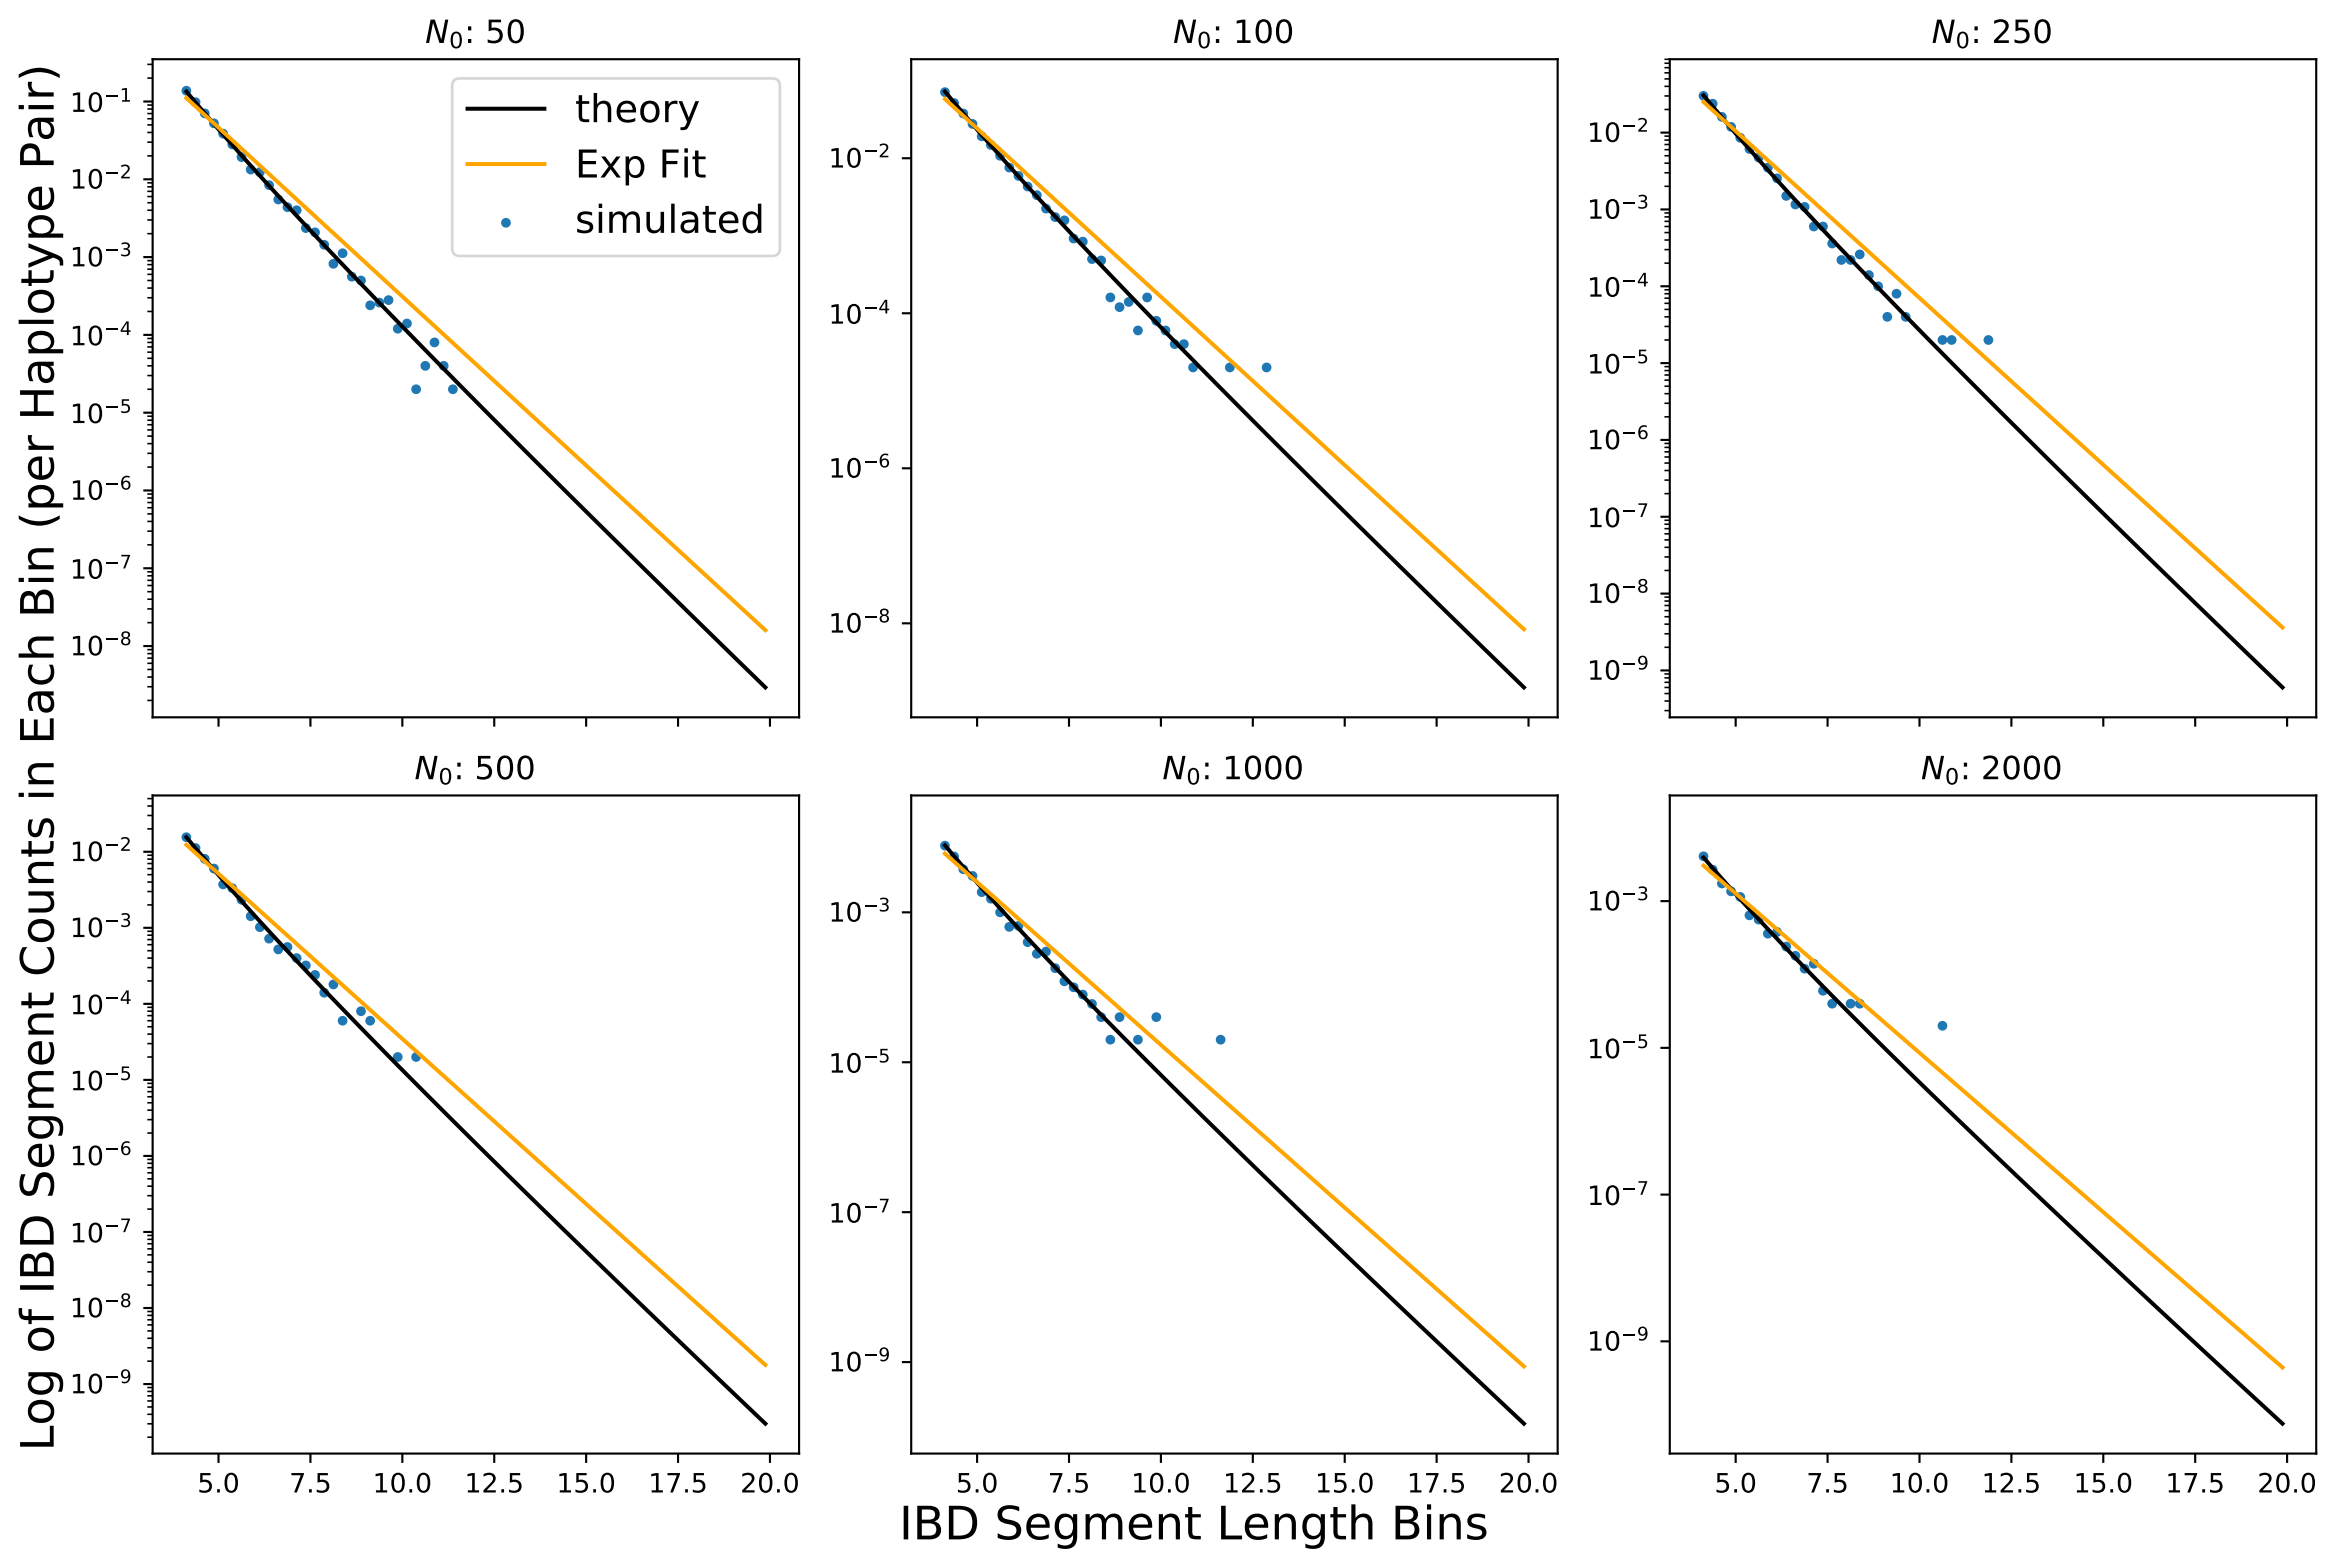 Log of IBD Segment Counts in Each Bin (per Haplotype Pair)
N₀: 50
theory
Exp Fit
simulated
10⁻¹
10⁻²
10⁻³
10⁻⁴
10⁻⁵
10⁻⁶
10⁻⁷
10⁻⁸
N₀: 100
10⁻²
10⁻⁴
10⁻⁶
10⁻⁸
N₀: 250
10⁻²
10⁻³
10⁻⁴
10⁻⁵
10⁻⁶
10⁻⁷
10⁻⁸
10⁻⁹
N₀: 500
10⁻²
10⁻³
10⁻⁴
10⁻⁵
10⁻⁶
10⁻⁷
10⁻⁸
10⁻⁹
5.0 7.5 10.0 12.5 15.0 17.5 20.0
N₀: 1000
10⁻³
10⁻⁵
10⁻⁷
10⁻⁹
5.0 7.5 10.0 12.5 15.0 17.5 20.0
N₀: 2000
10⁻³
10⁻⁵
10⁻⁷
10⁻⁹
5.0 7.5 10.0 12.5 15.0 17.5 20.0
IBD Segment Length Bins